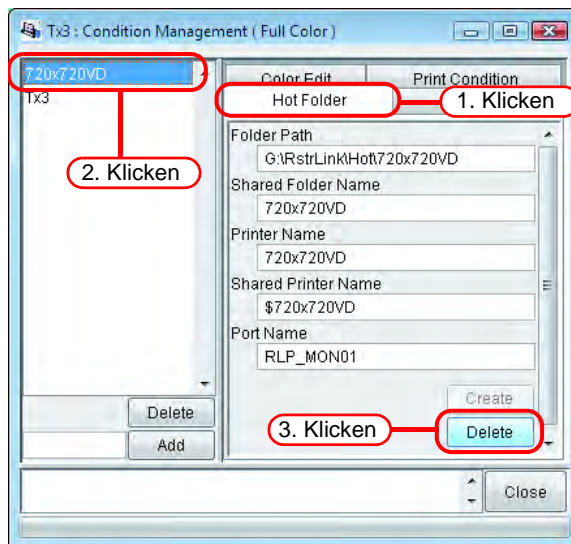 Tx3 : Condition Management ( Full Color )
720x720VD
Tx3
2. Klicken
Delete
Add
Color Edit
Print Condition
Hot Folder
1. Klicken
Folder Path
G:\RstrLink\Hot\720x720VD
Shared Folder Name
720x720VD
Printer Name
720x720VD
Shared Printer Name
$720x720VD
Port Name
RLP_MON01
Create
3. Klicken
Delete
Close